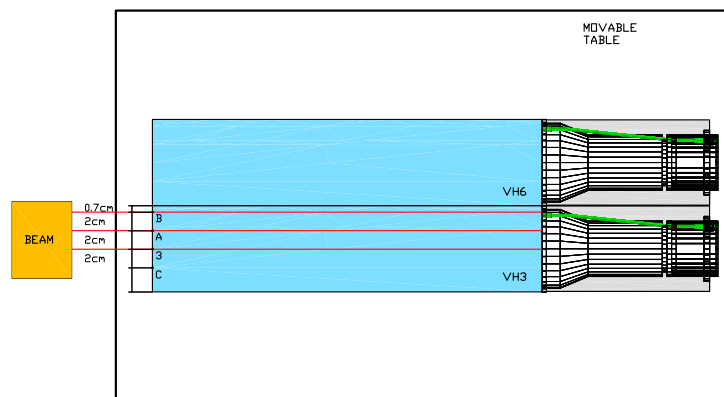 MOVABLE
TABLE
VH6
0.7cm
2cm
B
BEAM
2cm
A
2cm
3
C
VH3